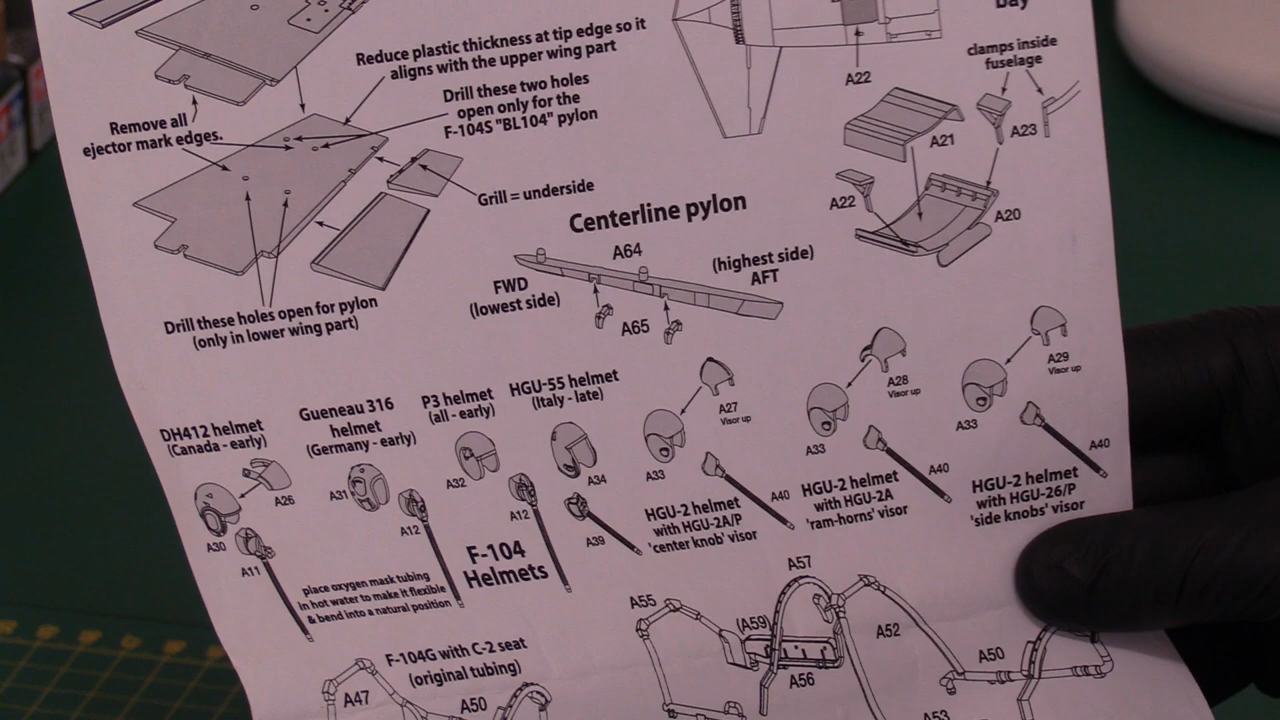 Bay
Reduce plastic thickness at tip edge so it
aligns with the upper wing part
clamps inside
fuselage
A22
Drill these two holes
open only for the
F-104S "BL104" pylon
Remove all
ejector mark edges.
A21
A23
Grill = underside
A22
A20
Centerline pylon
A64
(highest side)
AFT
FWD
(lowest side)
A65
Drill these holes open for pylon
(only in lower wing part)
DH412 helmet
(Canada - early)
A26
A30
A11
Gueneau 316
helmet
(Germany - early)
A31
A12
P3 helmet
(all - early)
A32
A12
HGU-55 helmet
(Italy - late)
A34
A39
A27
Visor up
A33
A40
HGU-2 helmet
with HGU-2A/P
'center knob' visor
A28
Visor up
A33
A40
HGU-2 helmet
with HGU-2A
'ram-horns' visor
A29
Visor up
A33
A40
HGU-2 helmet
with HGU-26/P
'side knobs' visor
F-104
Helmets
place oxygen mask tubing
in hot water to make it flexible
& bend into a natural position
F-104G with C-2 seat
(original tubing)
A47
A50
A55
(A59)
A57
A56
A52
A50
A53